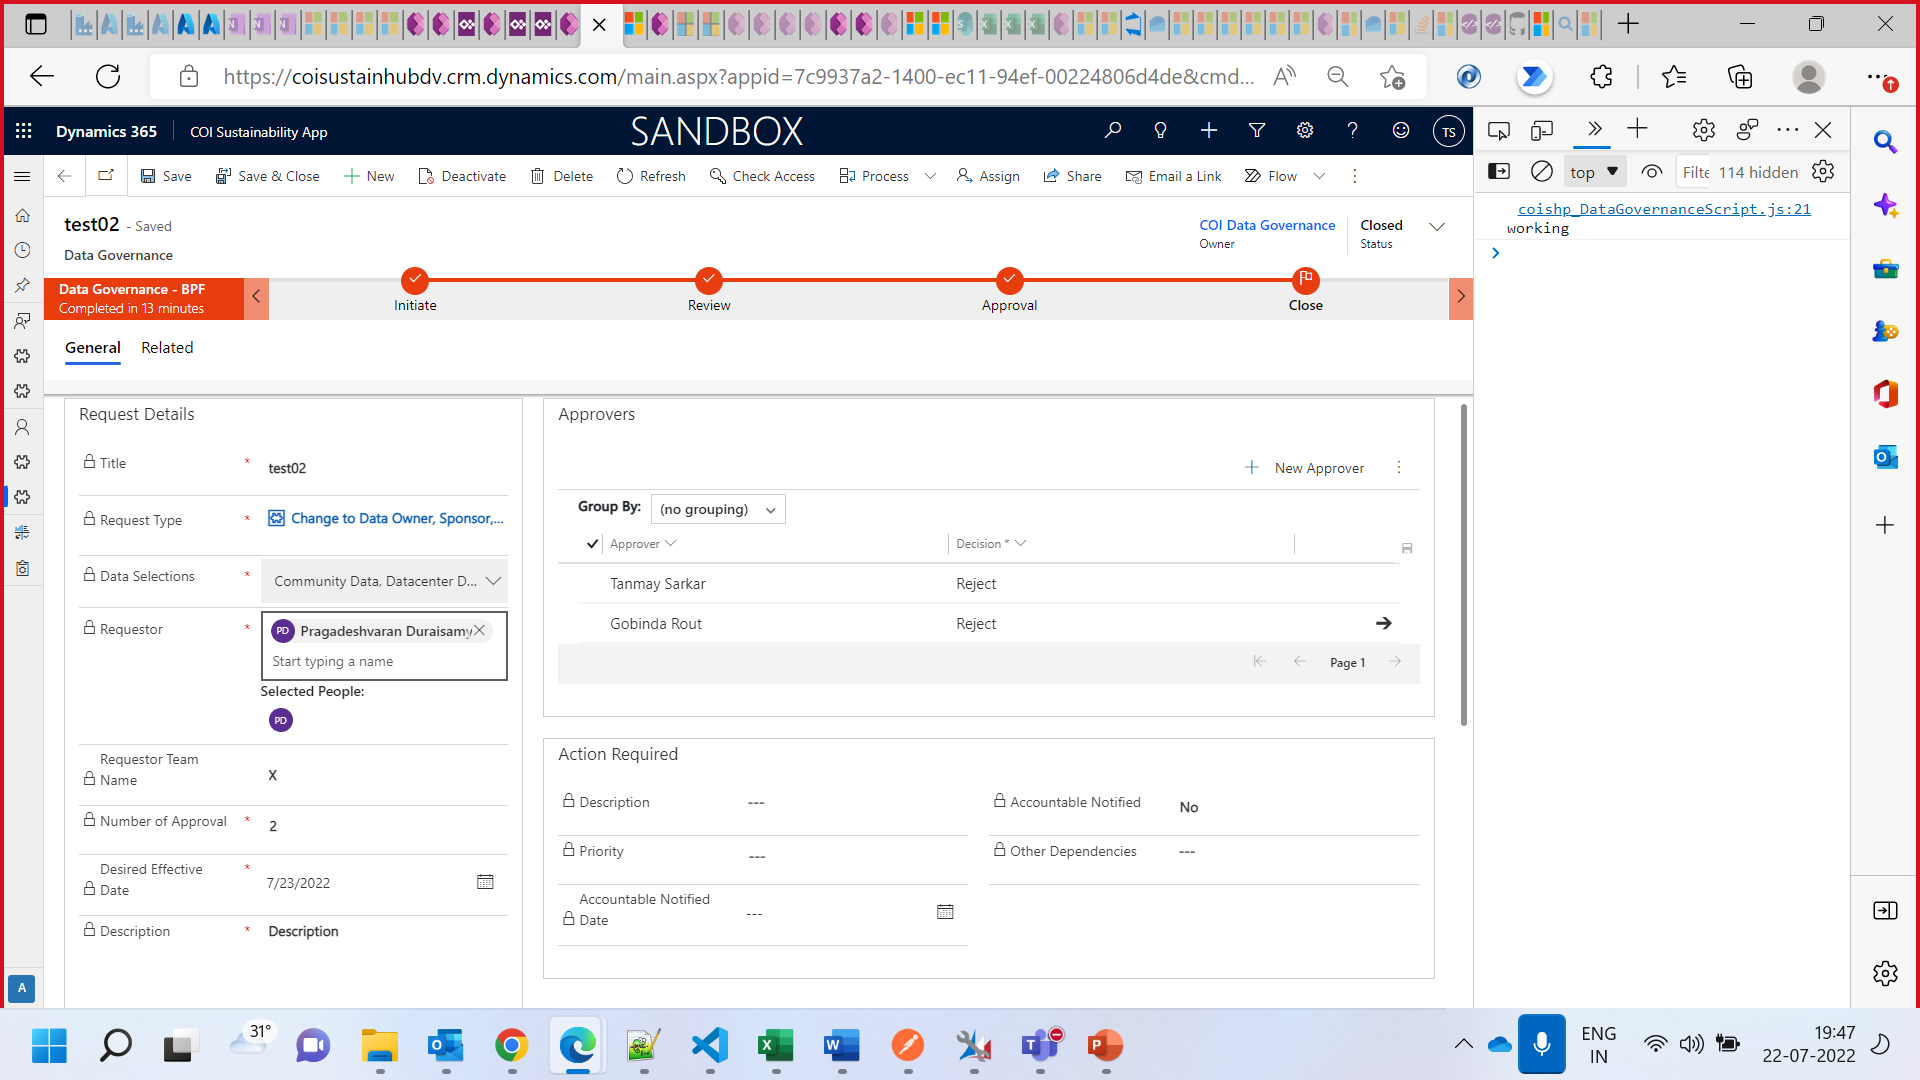 https://coisustainhubdv.crm.dynamics.com/main.aspx?appid=7c9937a2-1400-ec11-94ef-00224806d4de&cmd...
Dynamics 365
COI Sustainability App
SANDBOX
TS
Save
Save & Close
New
Deactivate
Delete
Refresh
Check Access
Process
Assign
Share
Email a Link
Flow
test02 - Saved
Data Governance
COI Data Governance
Owner
Closed
Status
Data Governance - BPF
Completed in 13 minutes
Initiate
Review
Approval
Close
General
Related
Request Details
Title *
test02
Request Type *
Change to Data Owner, Sponsor,...
Data Selections *
Community Data, Datacenter D...
Requestor *
PD Pragadeshvaran Duraisamy
Start typing a name
Selected People:
PD
Requestor Team Name
X
Number of Approval *
2
Desired Effective Date *
7/23/2022
Description *
Description
Approvers
New Approver
Group By: (no grouping)
Approver
Decision *
Tanmay Sarkar
Reject
Gobinda Rout
Reject
Page 1
Action Required
Description
---
Accountable Notified
No
Priority
---
Other Dependencies
---
Accountable Notified Date
---
top
Filte
114 hidden
coishp_DataGovernanceScript.js:21
working
A
31°
ENG
IN
19:47
22-07-2022